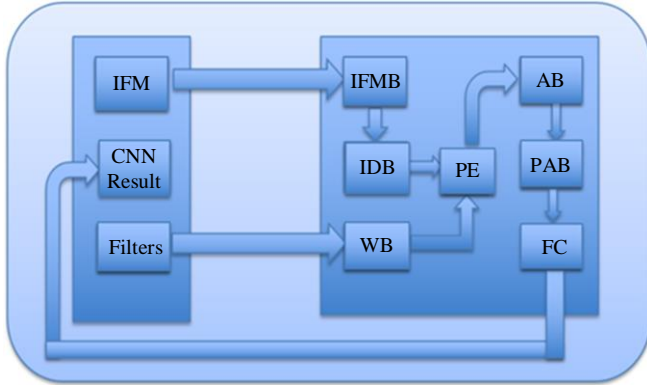 IFM
CNN
Result
Filters
IFMB
IDB
WB
PE
AB
PAB
FC